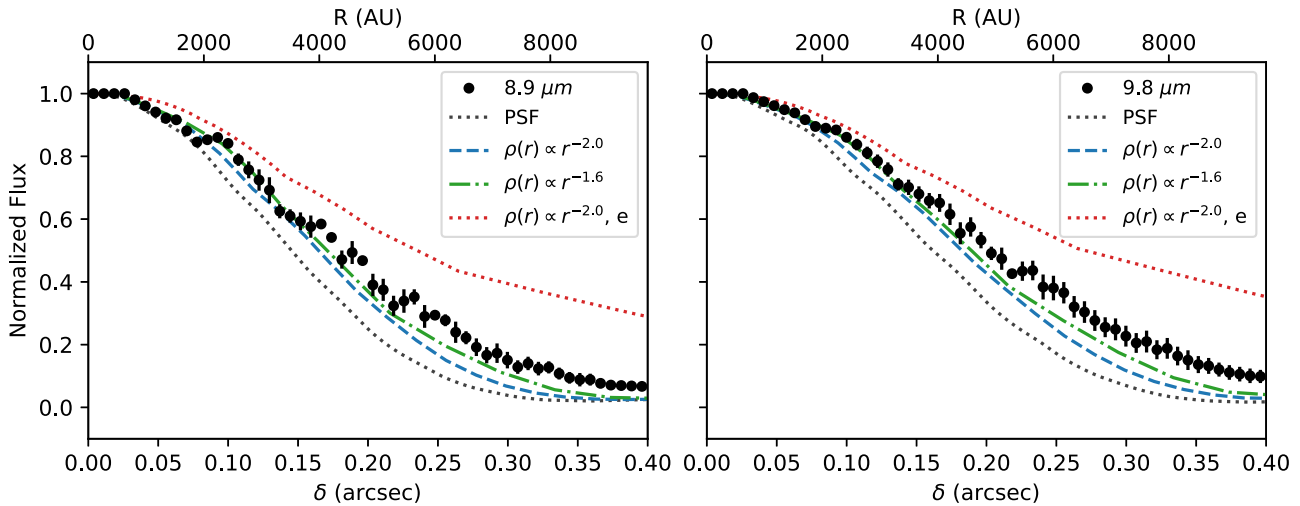 R (AU)
0 2000 4000 6000 8000
1.0
0.8
0.6
0.4
0.2
0.0
Normalized Flux
8.9 μm
PSF
ρ(r) ∝ r^{-2.0}
ρ(r) ∝ r^{-1.6}
ρ(r) ∝ r^{-2.0}, e
0.00 0.05 0.10 0.15 0.20 0.25 0.30 0.35 0.40
δ (arcsec)
R (AU)
0 2000 4000 6000 8000
9.8 μm
PSF
ρ(r) ∝ r^{-2.0}
ρ(r) ∝ r^{-1.6}
ρ(r) ∝ r^{-2.0}, e
0.00 0.05 0.10 0.15 0.20 0.25 0.30 0.35 0.40
δ (arcsec)